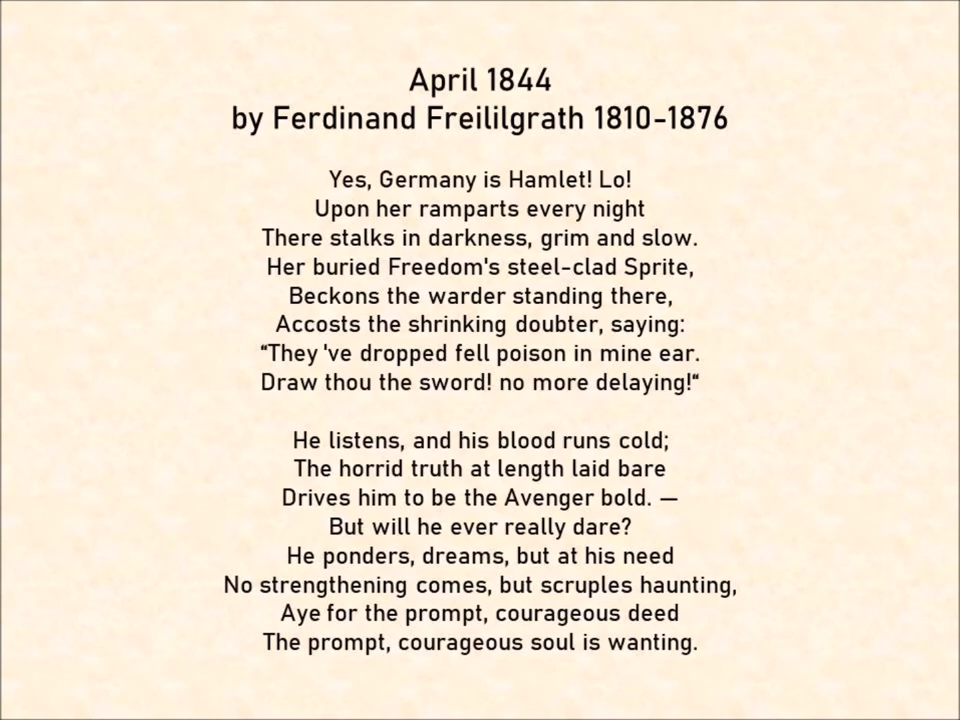 April 1844
by Ferdinand Freililgrath 1810-1876
Yes, Germany is Hamlet! Lo!
Upon her ramparts every night
There stalks in darkness, grim and slow.
Her buried Freedom's steel-clad Sprite,
Beckons the warder standing there,
Accosts the shrinking doubter, saying:
“They 've dropped fell poison in mine ear.
Draw thou the sword! no more delaying!“
He listens, and his blood runs cold;
The horrid truth at length laid bare
Drives him to be the Avenger bold. —
But will he ever really dare?
He ponders, dreams, but at his need
No strengthening comes, but scruples haunting,
Aye for the prompt, courageous deed
The prompt, courageous soul is wanting.